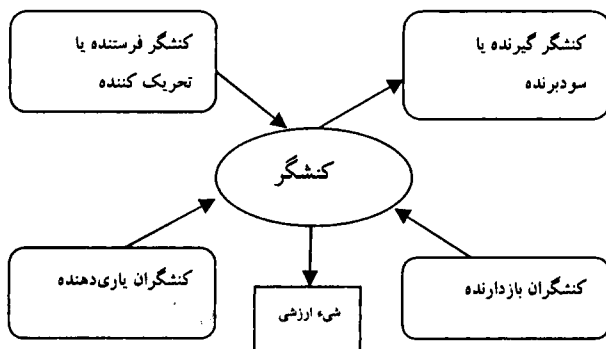 کنشگر فرستنده یا
تحریک کننده
کنشگر گیرنده یا
سودبرنده
کنشگر
کنشگران یاری‌دهنده
کنشگران بازدارنده
شیء ارزشی